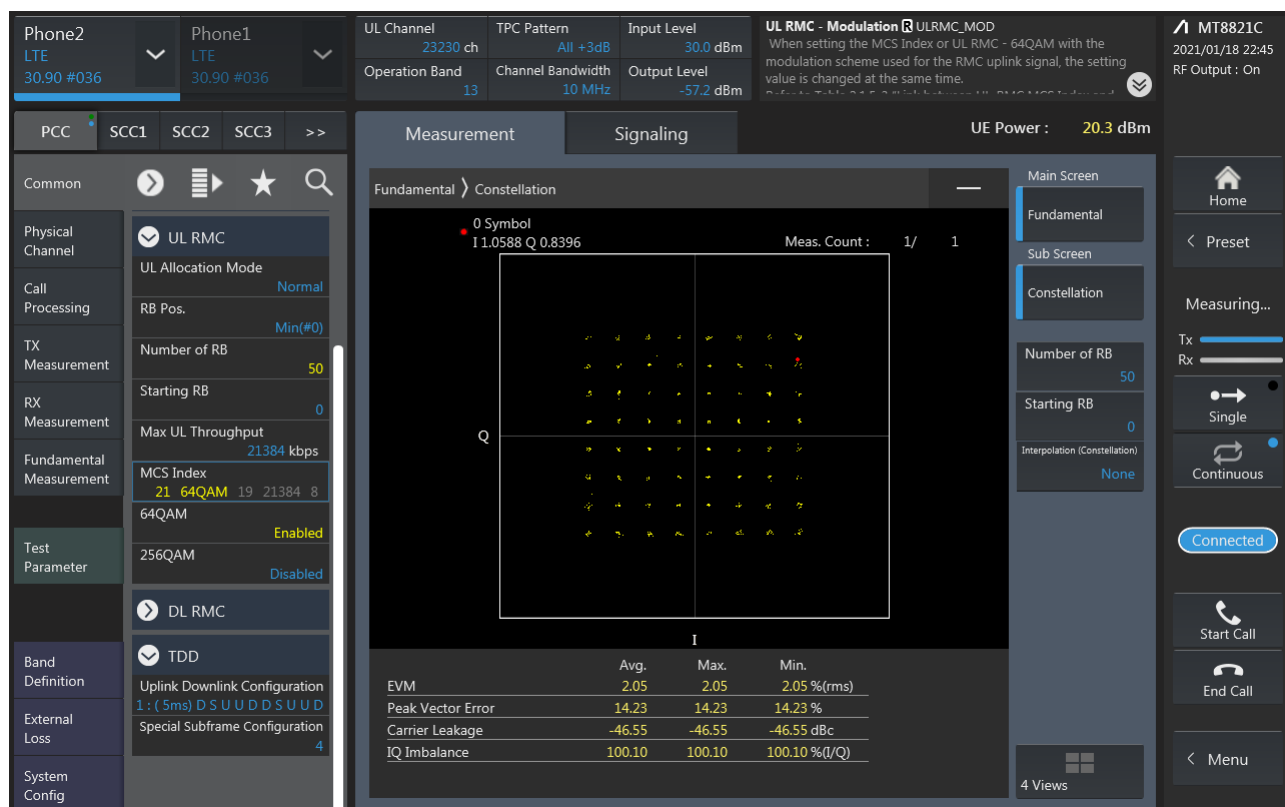 Phone2
LTE
30.90 #036
Phone1
LTE
30.90 #036
UL Channel
23230 ch
TPC Pattern
All +3dB
Input Level
30.0 dBm
Operation Band
13
Channel Bandwidth
10 MHz
Output Level
-57.2 dBm
UL RMC - Modulation R ULRMC_MOD
When setting the MCS Index or UL RMC - 64QAM with the
modulation scheme used for the RMC uplink signal, the setting
value is changed at the same time.
MT8821C
2021/01/18 22:45
RF Output : On
PCC SCC1 SCC2 SCC3 >>
Measurement
Signaling
UE Power : 20.3 dBm
Common
Physical
Channel
Call
Processing
TX
Measurement
RX
Measurement
Fundamental
Measurement
Test
Parameter
Band
Definition
External
Loss
System
Config
UL RMC
UL Allocation Mode
Normal
RB Pos.
Min(#0)
Number of RB
50
Starting RB
0
Max UL Throughput
21384 kbps
MCS Index
21 64QAM 19 21384 8
64QAM
Enabled
256QAM
Disabled
DL RMC
TDD
Uplink Downlink Configuration
1 : ( 5ms) D S U U D D S U U D
Special Subframe Configuration
4
Fundamental ❭ Constellation
0 Symbol
I 1.0588 Q 0.8396
Meas. Count : 1/ 1
Q
I
Avg. Max. Min.
EVM 2.05 2.05 2.05 %(rms)
Peak Vector Error 14.23 14.23 14.23 %
Carrier Leakage -46.55 -46.55 -46.55 dBc
IQ Imbalance 100.10 100.10 100.10 %(I/Q)
Main Screen
Fundamental
Sub Screen
Constellation
Number of RB
50
Starting RB
0
Interpolation (Constellation)
None
4 Views
Home
< Preset
Measuring...
Tx
Rx
Single
Continuous
Connected
Start Call
End Call
< Menu